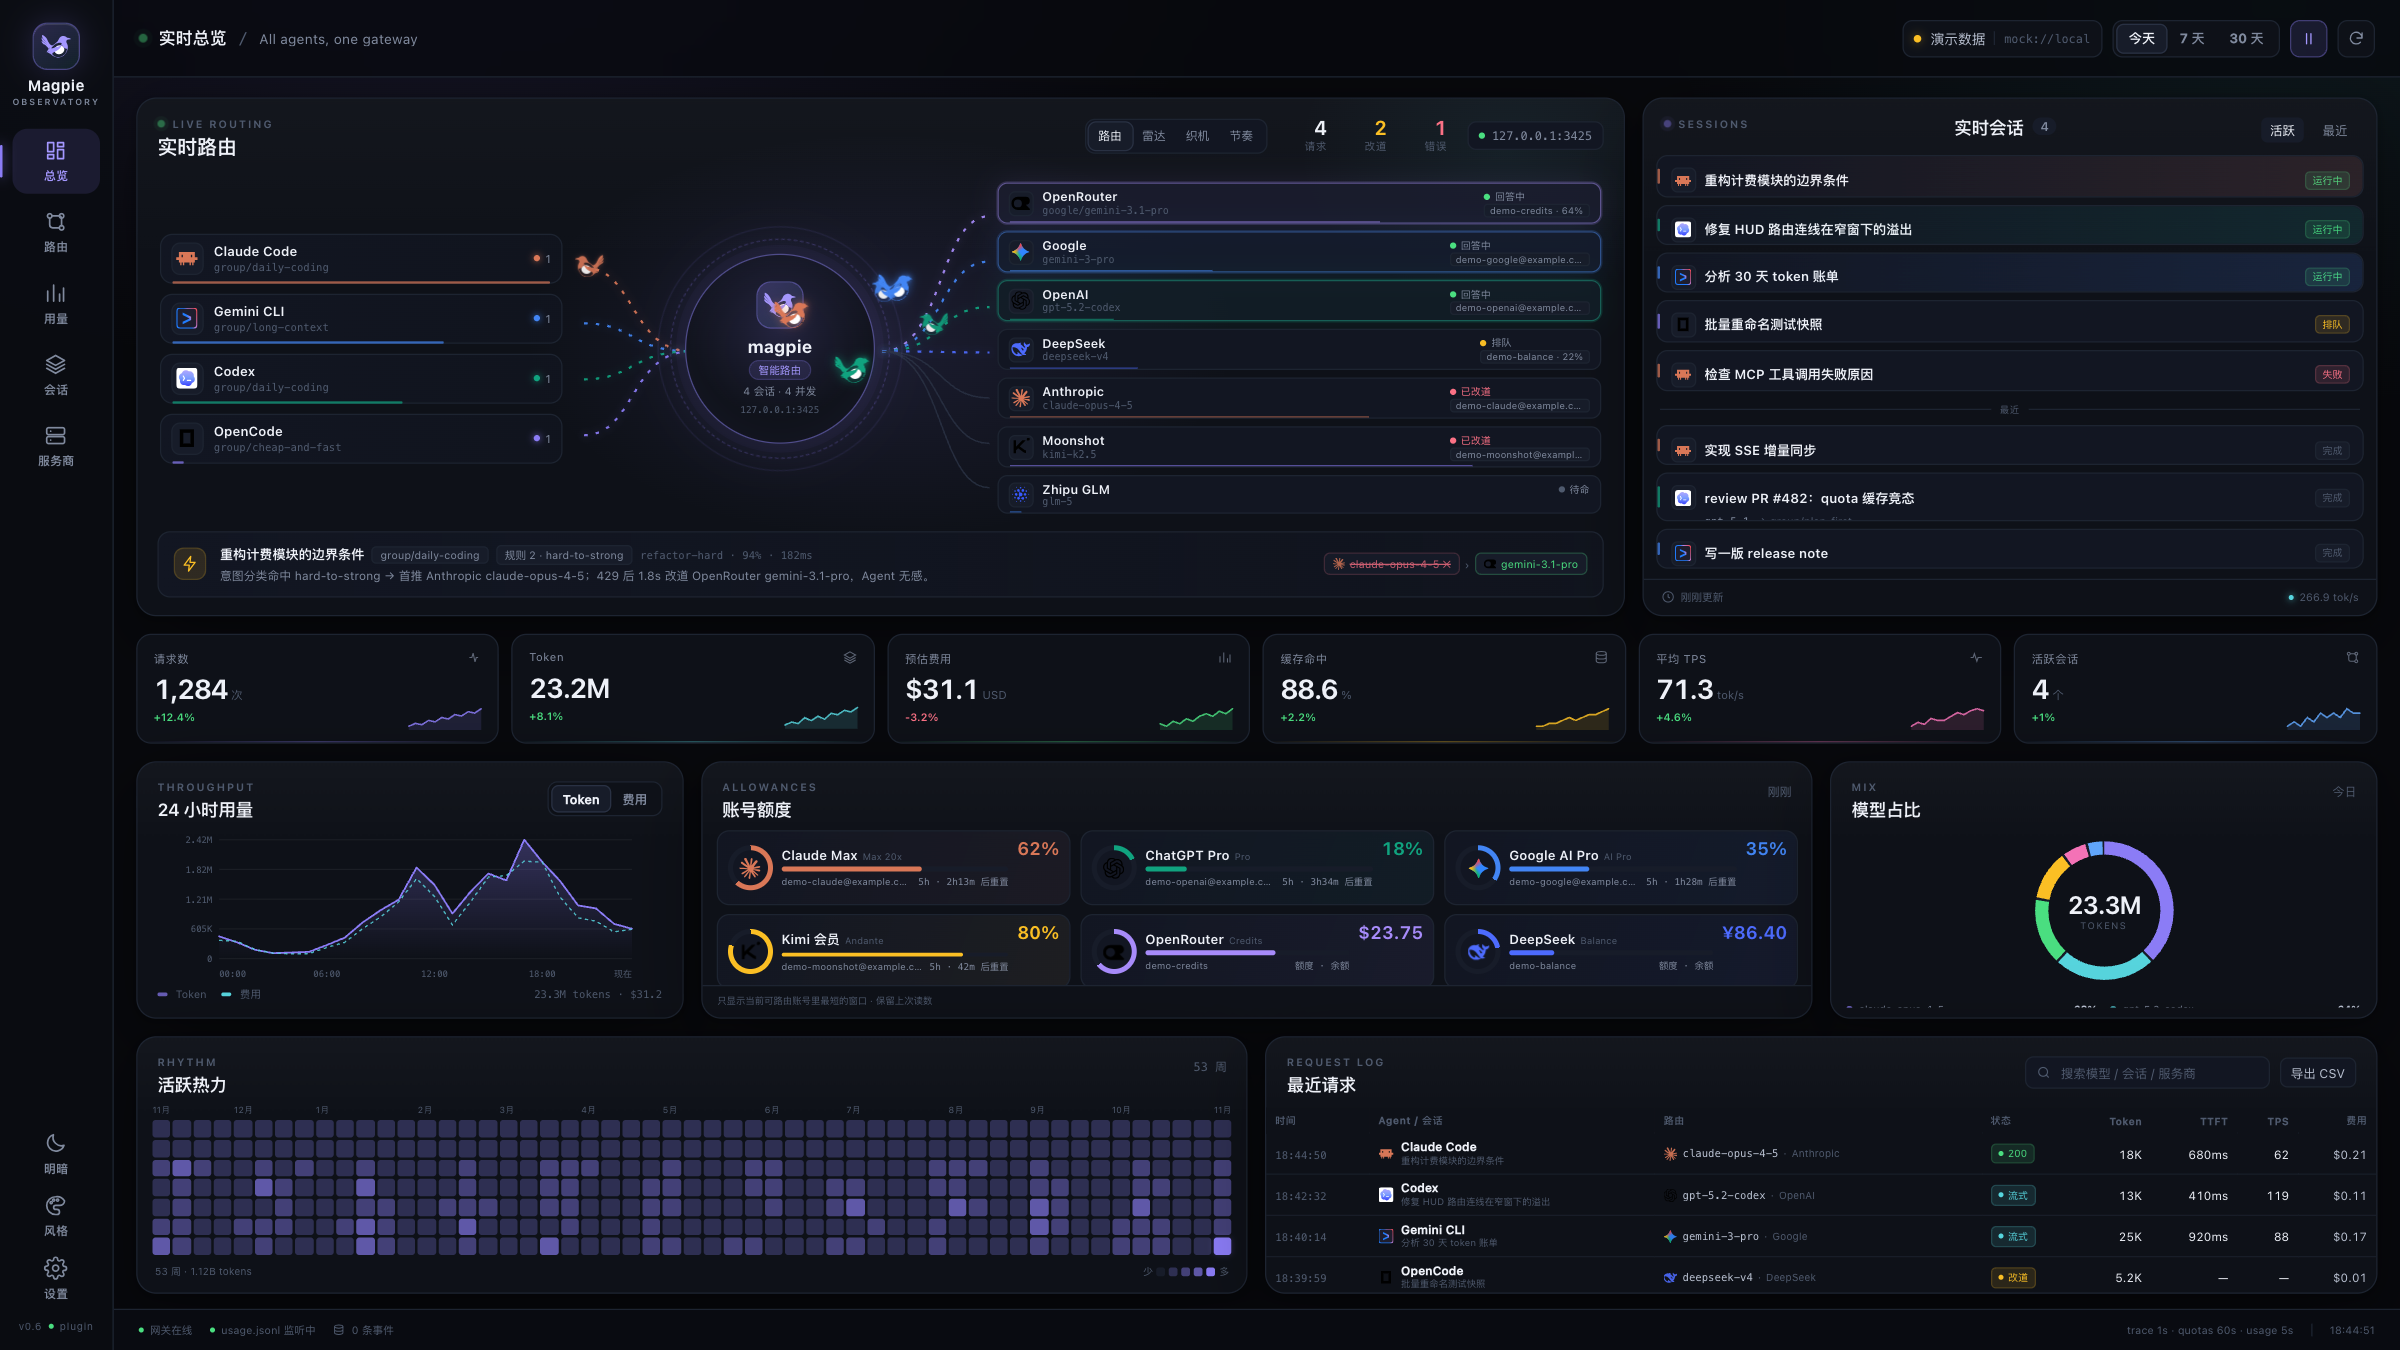 Magpie
OBSERVATORY
总览
路由
用量
会话
服务商
明暗
风格
设置
v0.6 plugin
实时总览 / All agents, one gateway
演示数据 mock://local
今天 7 天 30 天
LIVE ROUTING
实时路由
路由 雷达 织机 节奏
4 请求
2 改道
1 错误
127.0.0.1:3425
Claude Code 1
group/daily-coding
Gemini CLI 1
group/long-context
Codex 1
group/daily-coding
OpenCode 1
group/cheap-and-fast
magpie
智能路由
4 会话 · 4 并发
127.0.0.1:3425
OpenRouter 回答中
google/gemini-3.1-pro demo-credits · 64%
Google 回答中
gemini-3-pro demo-google@example.c...
OpenAI 回答中
gpt-5.2-codex demo-openai@example.c...
DeepSeek 排队
deepseek-v4 demo-balance · 22%
Anthropic 已改道
claude-opus-4-5 demo-claude@example.c...
Moonshot 已改道
kimi-k2.5 demo-moonshot@exampl...
Zhipu GLM 待命
glm-5
重构计费模块的边界条件 group/daily-coding 规则 2 · hard-to-strong refactor-hard · 94% · 182ms
意图分类命中 hard-to-strong → 首推 Anthropic claude-opus-4-5；429 后 1.8s 改道 OpenRouter gemini-3.1-pro，Agent 无感。
claude-opus-4-5 ✕ › gemini-3.1-pro
SESSIONS
实时会话 4
活跃 最近
重构计费模块的边界条件 运行中
修复 HUD 路由连线在窄窗下的溢出 运行中
分析 30 天 token 账单 运行中
批量重命名测试快照 排队
检查 MCP 工具调用失败原因 失败
最近
实现 SSE 增量同步 完成
review PR #482：quota 缓存竞态 完成
写一版 release note 完成
刚刚更新 266.9 tok/s
请求数
1,284 次
+12.4%
Token
23.2M
+8.1%
预估费用
$31.1 USD
-3.2%
缓存命中
88.6 %
+2.2%
平均 TPS
71.3 tok/s
+4.6%
活跃会话
4 个
+1%
THROUGHPUT
24 小时用量
Token 费用
2.42M
1.82M
1.21M
605K
0
00:00 06:00 12:00 18:00 现在
Token 费用 23.3M tokens · $31.2
ALLOWANCES
账号额度
刚刚
Claude Max Max 20x 62%
demo-claude@example.c... 5h · 2h13m 后重置
ChatGPT Pro Pro 18%
demo-openai@example.c... 5h · 3h34m 后重置
Google AI Pro AI Pro 35%
demo-google@example.c... 5h · 1h28m 后重置
Kimi 会员 Andante 80%
demo-moonshot@example.c... 5h · 42m 后重置
OpenRouter Credits $23.75
demo-credits 额度 · 余额
DeepSeek Balance ¥86.40
demo-balance 额度 · 余额
只显示当前可路由账号里最短的窗口 · 保留上次读数
MIX
模型占比
今日
23.3M
TOKENS
RHYTHM
活跃热力
53 周
11月 12月 1月 2月 3月 4月 5月 6月 7月 8月 9月 10月 11月
53 周 · 1.12B tokens 少 多
REQUEST LOG
最近请求
搜索模型 / 会话 / 服务商
导出 CSV
时间 Agent / 会话 路由 状态 Token TTFT TPS 费用
18:44:50 Claude Code 重构计费模块的边界条件 claude-opus-4-5 · Anthropic 200 18K 680ms 62 $0.21
18:42:32 Codex 修复 HUD 路由连线在窄窗下的溢出 gpt-5.2-codex · OpenAI 流式 13K 410ms 119 $0.11
18:40:14 Gemini CLI 分析 30 天 token 账单 gemini-3-pro · Google 流式 25K 920ms 88 $0.17
18:39:59 OpenCode 批量重命名测试快照 deepseek-v4 · DeepSeek 改道 5.2K — — $0.01
网关在线 usage.jsonl 监听中 0 条事件
trace 1s · quotas 60s · usage 5s 18:44:51